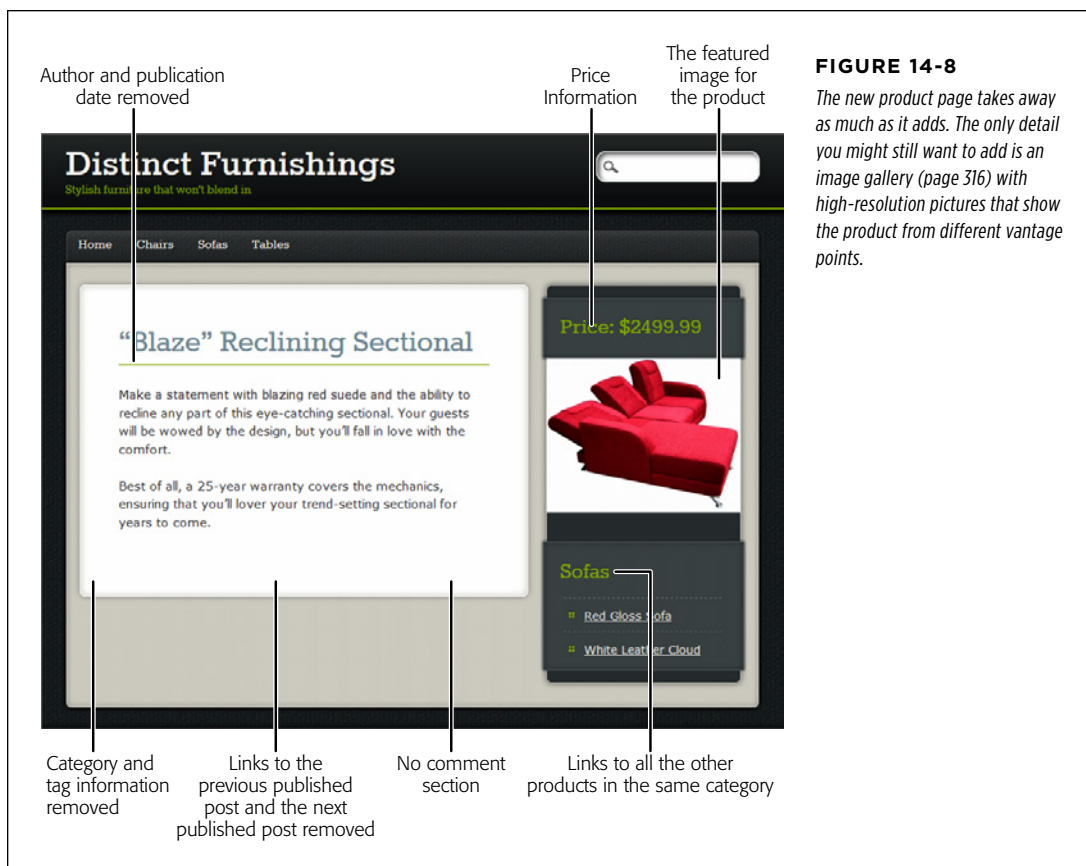 Author and publication
date removed
Price
Information
The featured
image for
the product
Distinct Furnishings
Stylish furniture that won't blend in
Home Chairs Sofas Tables
“Blaze” Reclining Sectional
Make a statement with blazing red suede and the ability to
recline any part of this eye-catching sectional. Your guests
will be wowed by the design, but you'll fall in love with the
comfort.
Best of all, a 25-year warranty covers the mechanics,
ensuring that you'll lover your trend-setting sectional for
years to come.
Price: $2499.99
Sofas
Red Gloss Sofa
White Leather Cloud
Category and
tag information
removed
Links to the
previous published
post and the next
published post removed
No comment
section
Links to all the other
products in the same category
FIGURE 14-8
The new product page takes away
as much as it adds. The only detail
you might still want to add is an
image gallery (page 316) with
high-resolution pictures that show
the product from different vantage
points.